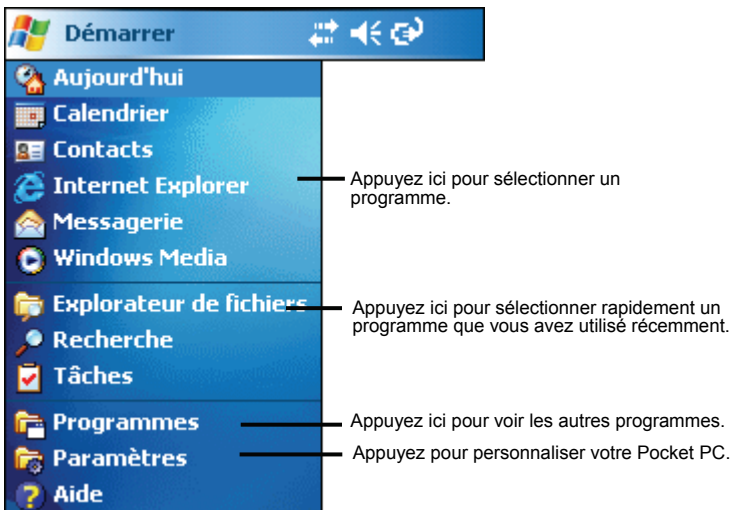 Démarrer
Aujourd'hui
Calendrier
Contacts
Internet Explorer
Appuyez ici pour sélectionner un
programme.
Messagerie
Windows Media
Explorateur de fichiers
Appuyez ici pour sélectionner rapidement un
programme que vous avez utilisé récemment.
Recherche
Tâches
Programmes
Appuyez ici pour voir les autres programmes.
Paramètres
Appuyez pour personnaliser votre Pocket PC.
Aide